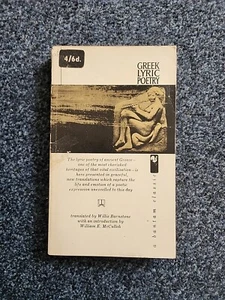 4/6d.
GREEK
LYRIC
POETRY
The lyric poetry of ancient Greece—
one of the most cherished
heritages of that vital civilization—is
here presented in graceful,
new translations which capture the
life and emotion of a poetic
expression unrivalled to this day
translated by Willis Barnstone
with an introduction by
William E. McCulloh
a bantam classic